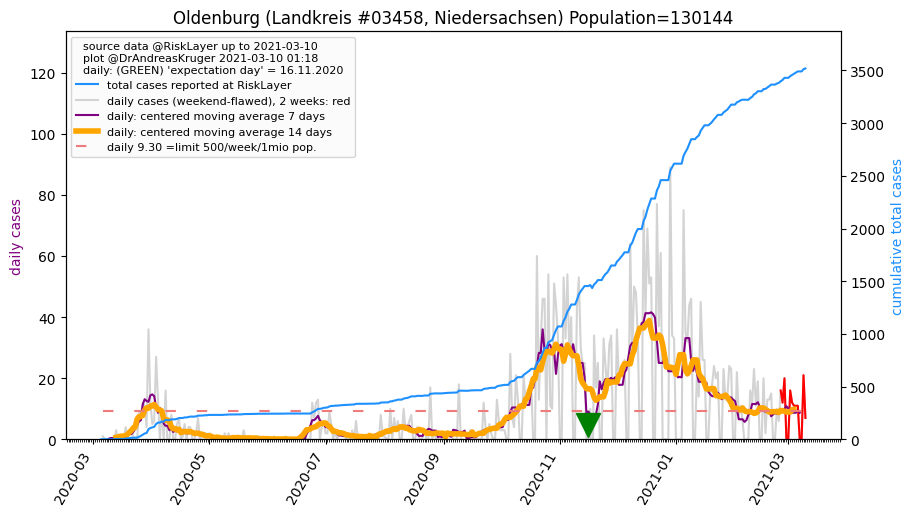 Oldenburg (Landkreis #03458, Niedersachsen) Population=130144
source data @RiskLayer up to 2021-03-10
plot @DrAndreasKruger 2021-03-10 01:18
daily: (GREEN) 'expectation day' = 16.11.2020
total cases reported at RiskLayer
daily cases (weekend-flawed), 2 weeks: red
daily: centered moving average 7 days
daily: centered moving average 14 days
daily 9.30 =limit 500/week/1mio pop.
daily cases
120
100
80
60
40
20
0
cumulative total cases
3500
3000
2500
2000
1500
1000
500
0
2020-03
2020-05
2020-07
2020-09
2020-11
2021-01
2021-03